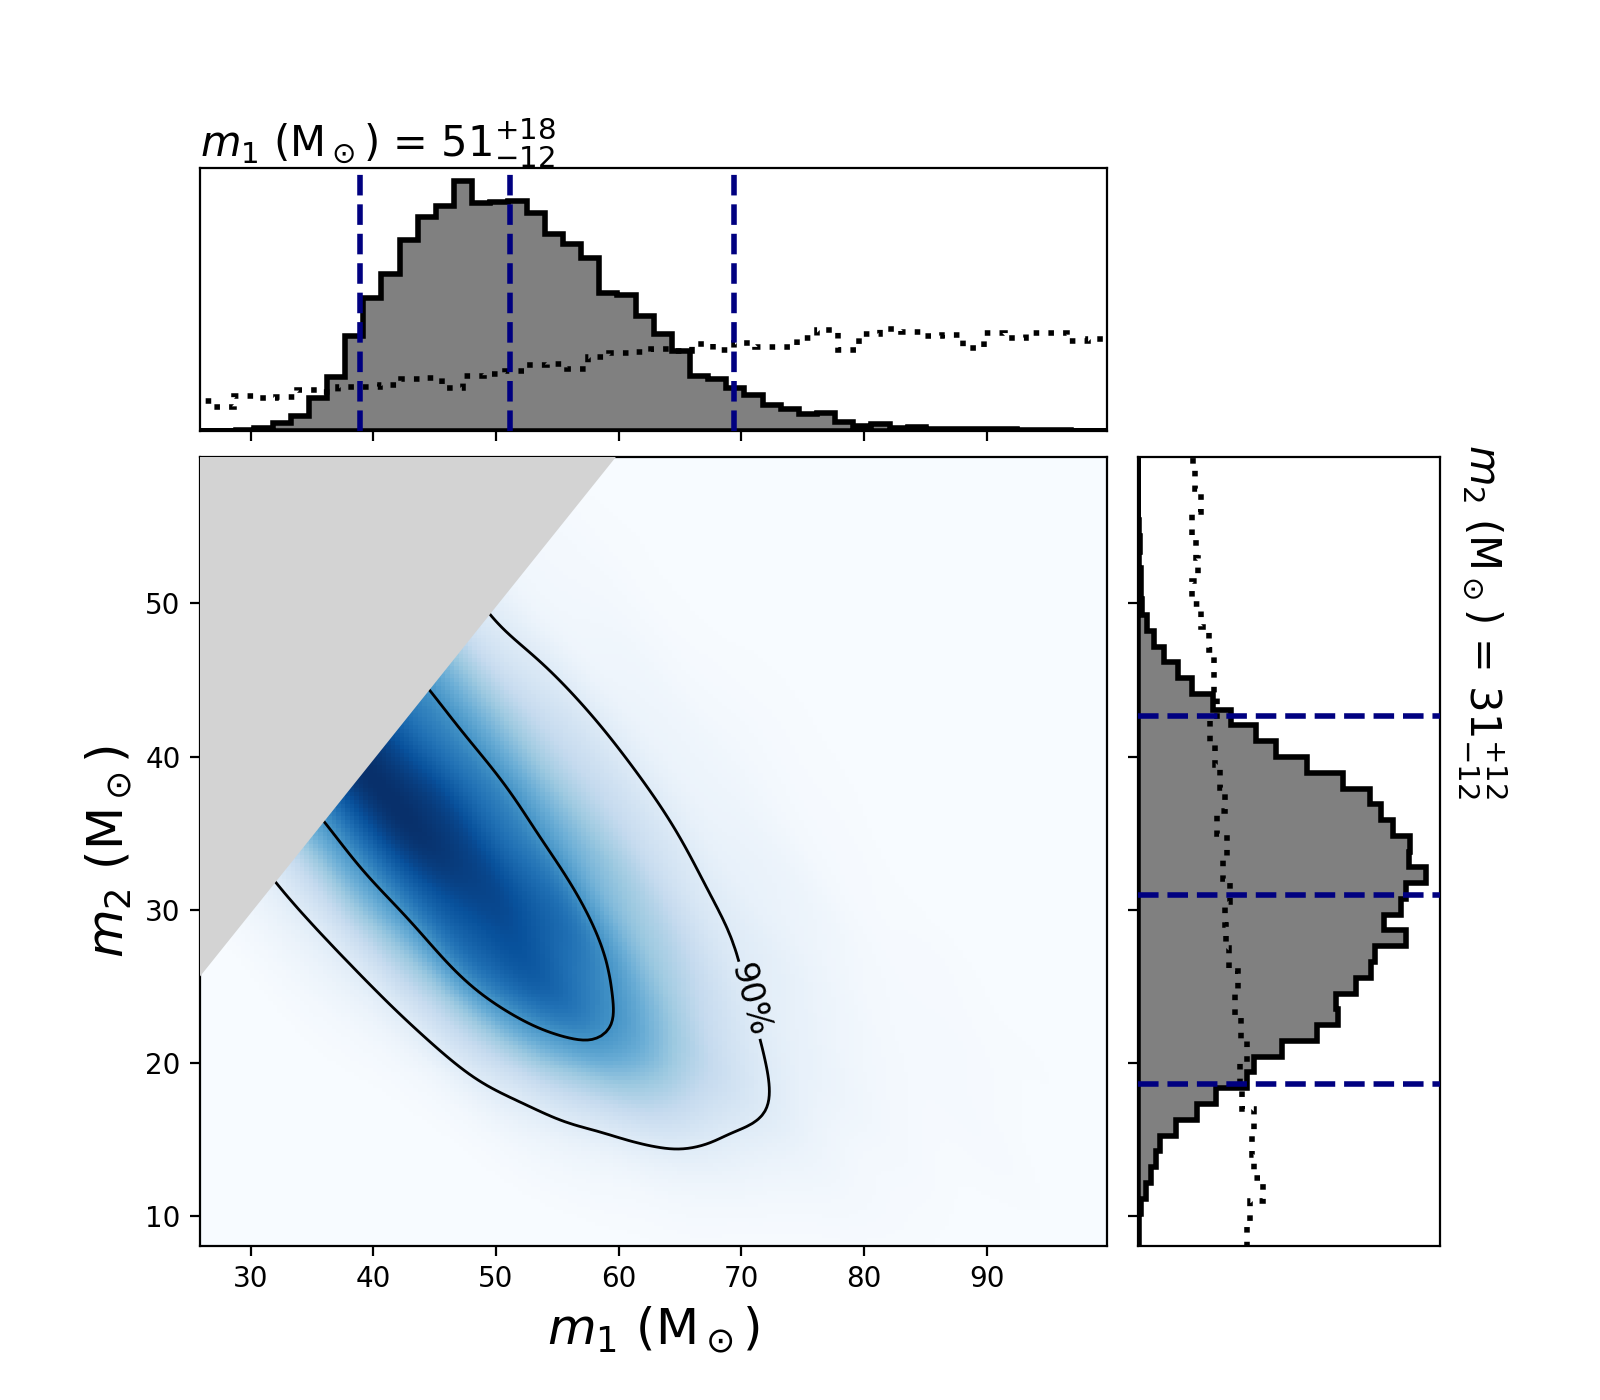 m₁ (M⊙) = 51⁺¹⁸₋₁₂
m₂ (M⊙) = 31⁺¹²₋₁₂
50
40
30
20
10
m₂ (M⊙)
90%
30 40 50 60 70 80 90
m₁ (M⊙)